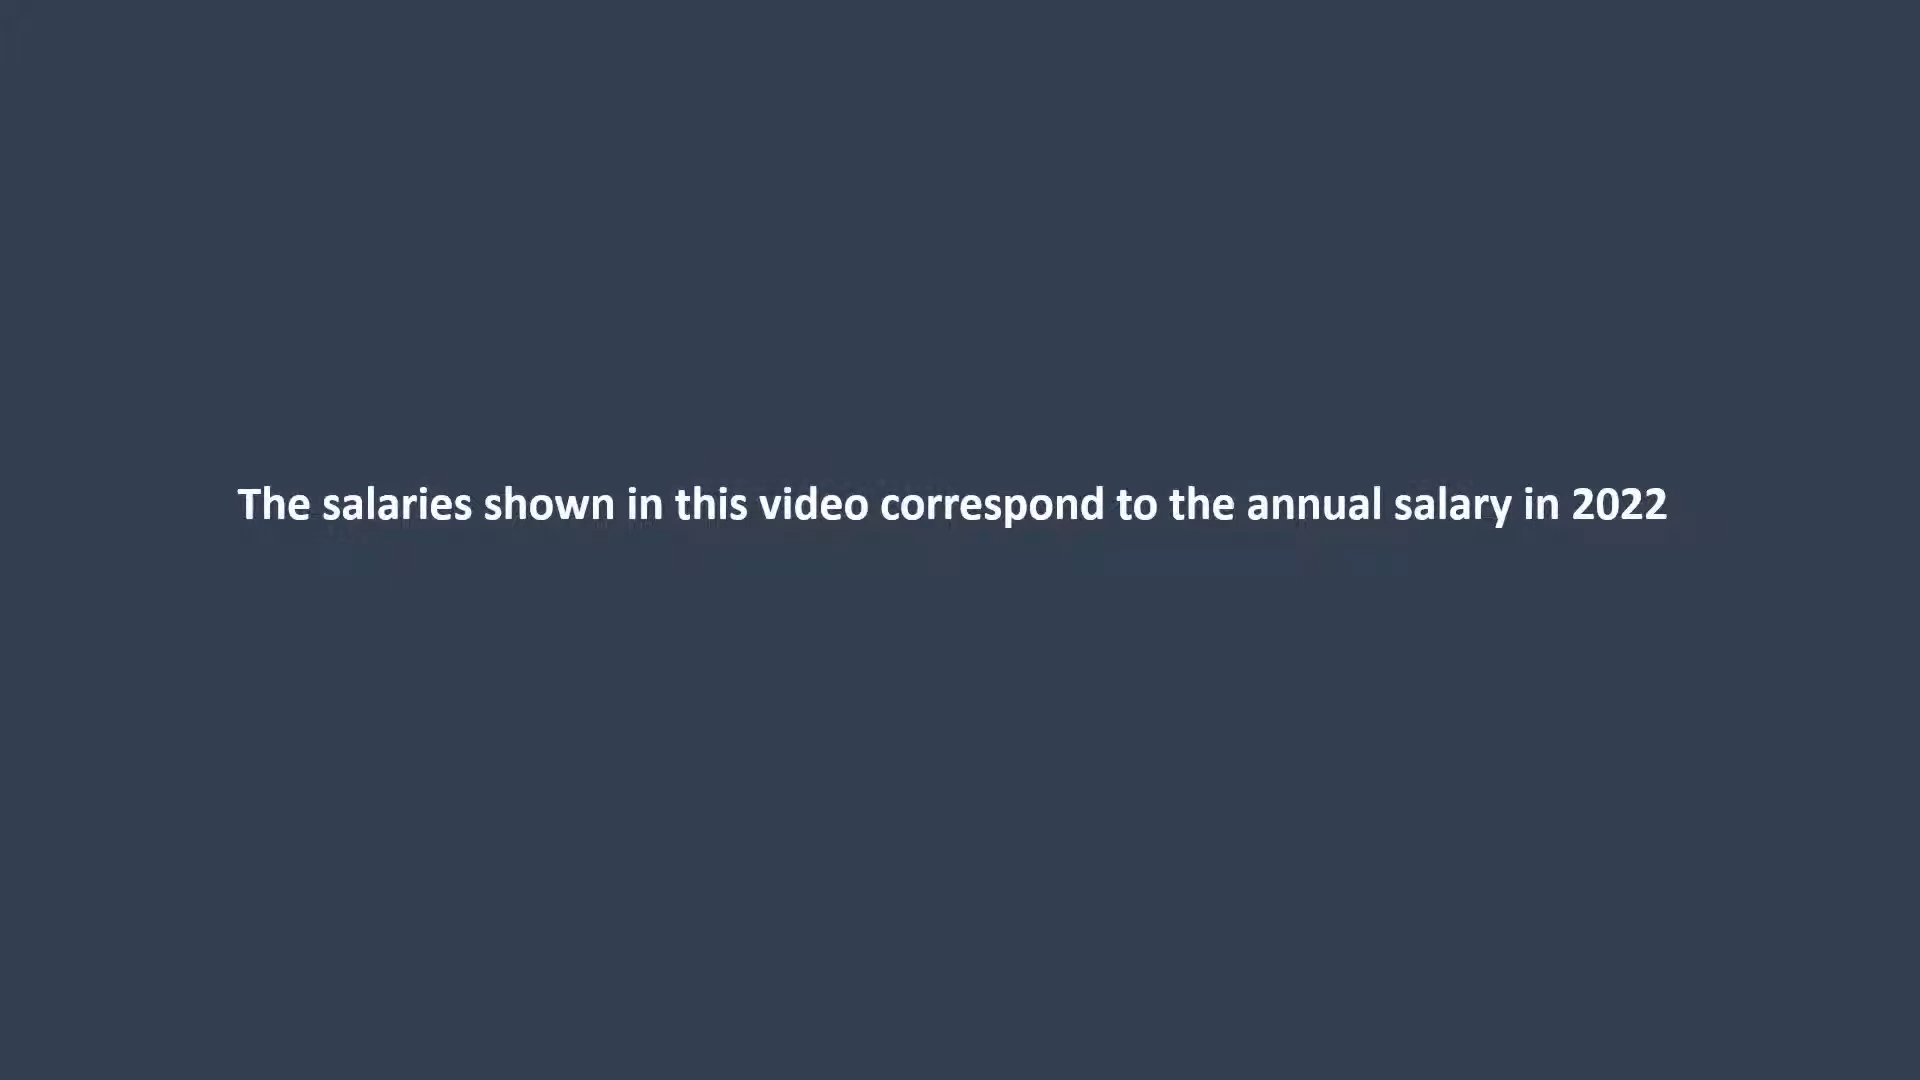 The salaries shown in this video correspond to the annual salary in 2022